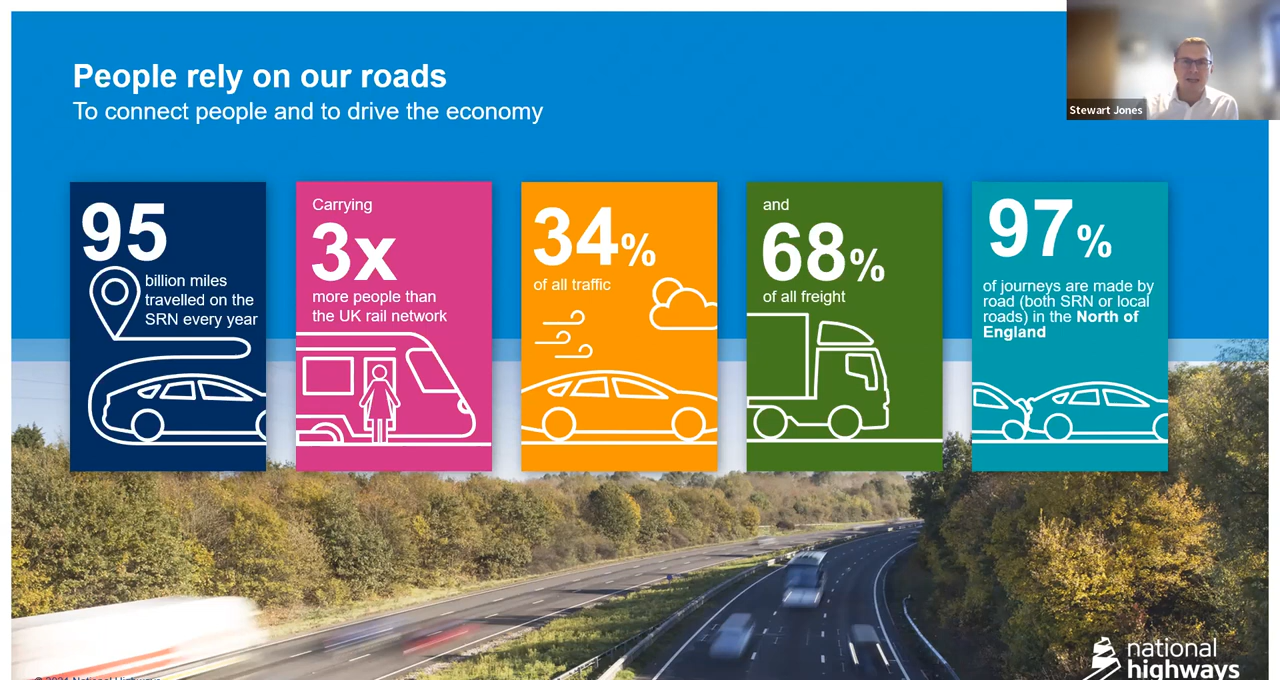 People rely on our roads
To connect people and to drive the economy
Stewart Jones
95
billion miles
travelled on the
SRN every year
Carrying
3x
more people than
the UK rail network
34%
of all traffic
and
68%
of all freight
97%
of journeys are made by
road (both SRN or local
roads) in the North of
England
national
highways